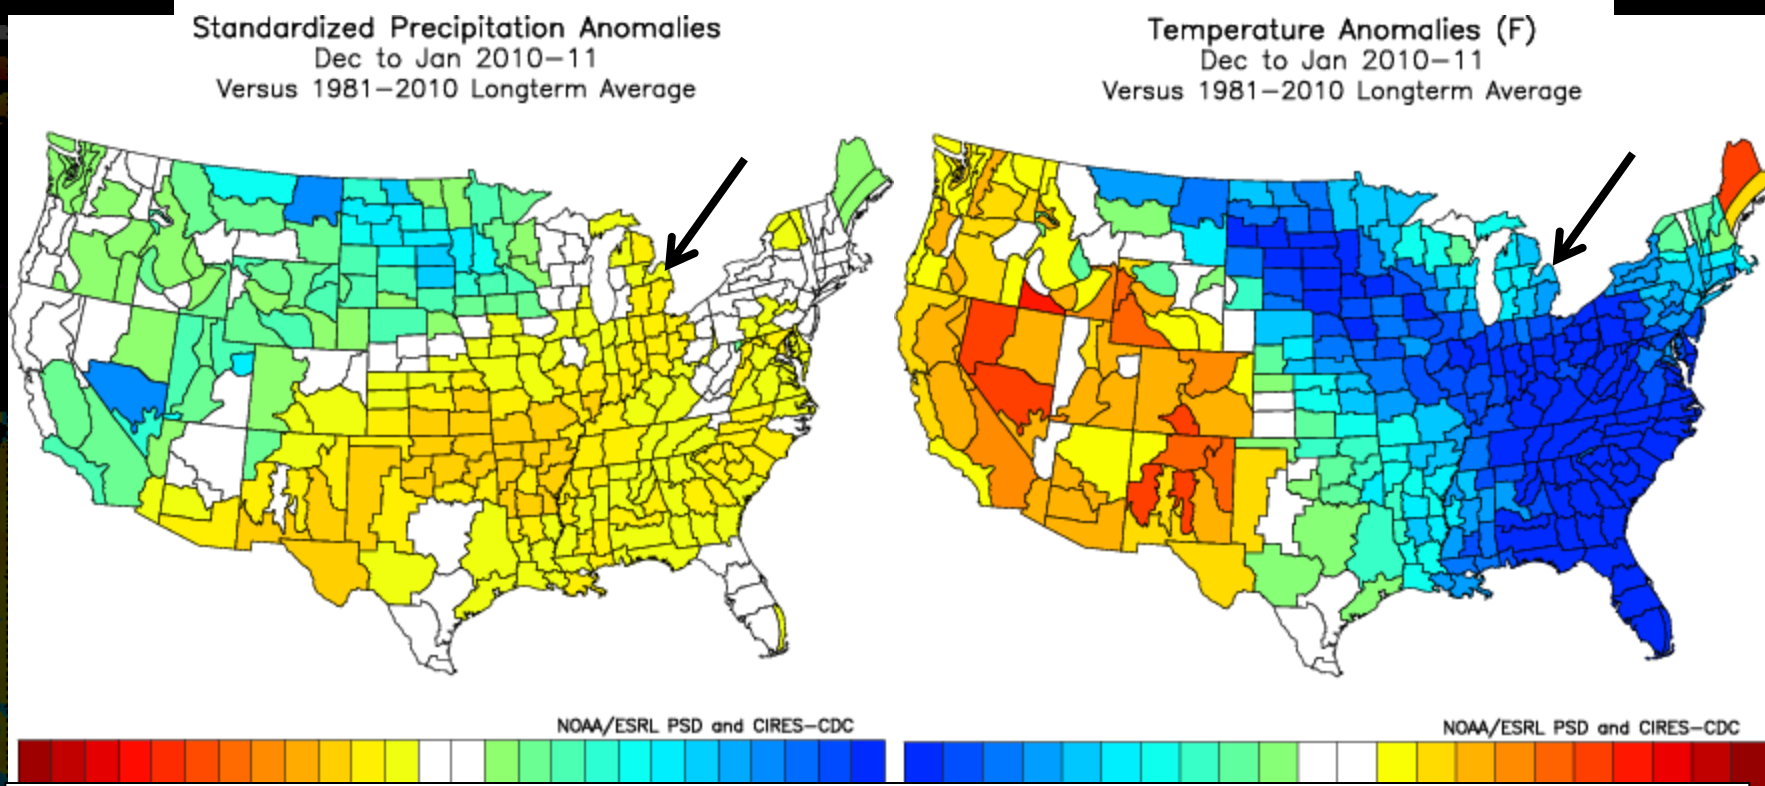 Standardized Precipitation Anomalies
Dec to Jan 2010-11
Versus 1981-2010 Longterm Average
NOAA/ESRL PSD and CIRES-CDC
Temperature Anomalies (F)
Dec to Jan 2010-11
Versus 1981-2010 Longterm Average
NOAA/ESRL PSD and CIRES-CDC